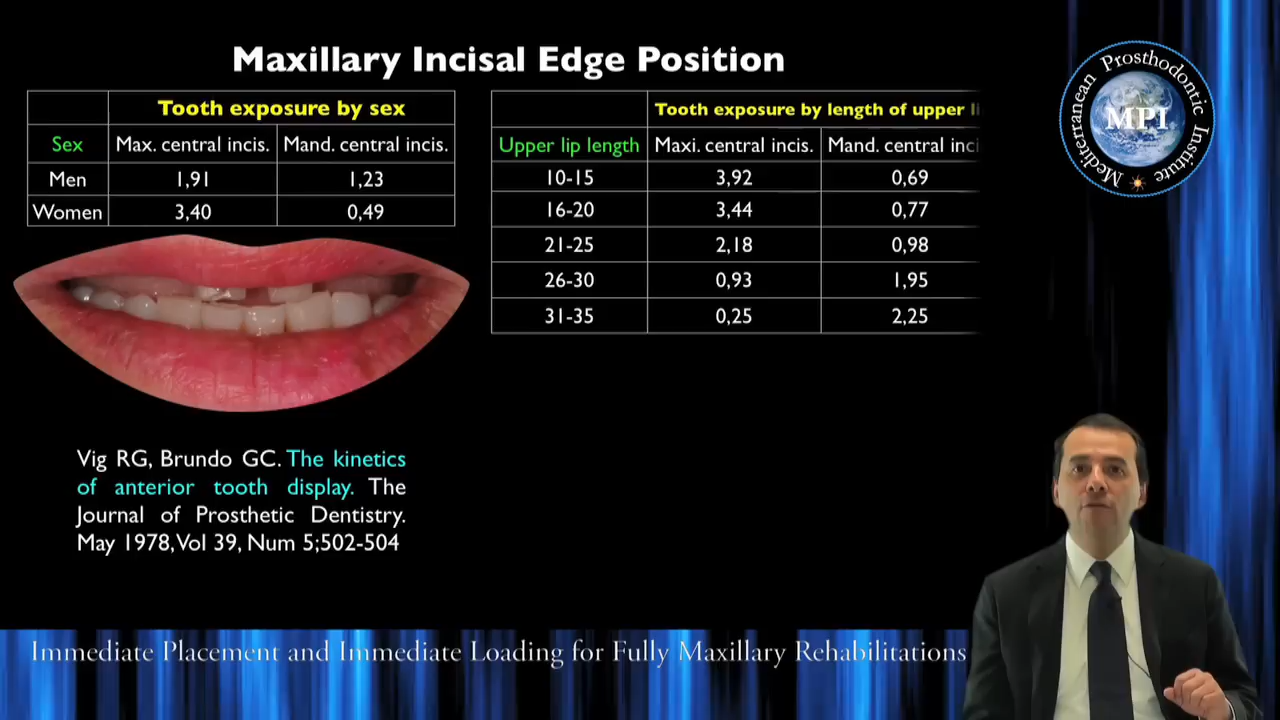 Maxillary Incisal Edge Position
Tooth exposure by sex
Sex Max. central incis. Mand. central incis.
Men 1,91 1,23
Women 3,40 0,49
Tooth exposure by length of upper li
Upper lip length Maxi. central incis. Mand. central inci
10-15 3,92 0,69
16-20 3,44 0,77
21-25 2,18 0,98
26-30 0,93 1,95
31-35 0,25 2,25
Mediterranean Prosthodontic Institute
MPI
Vig RG, Brundo GC. The kinetics
of anterior tooth display. The
Journal of Prosthetic Dentistry.
May 1978, Vol 39, Num 5;502-504
Immediate Placement and Immediate Loading for Fully Maxillary Rehabilitations